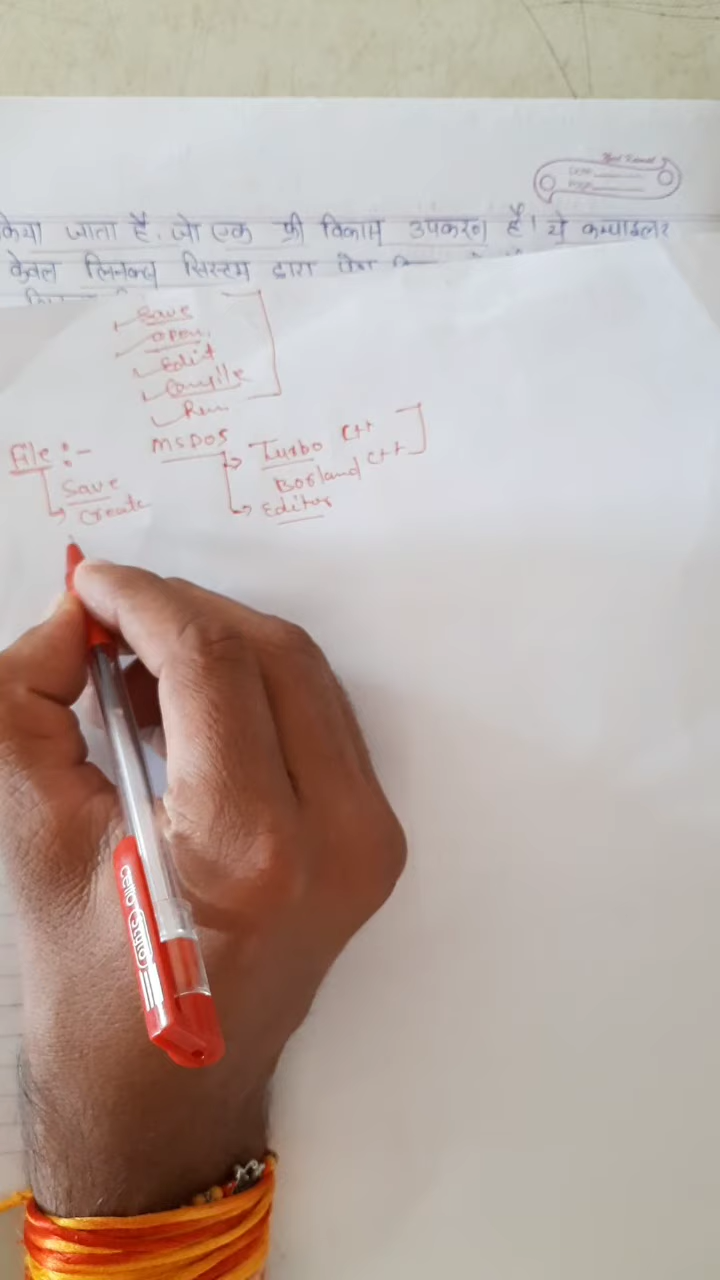 किया जाता है. जो एक फ्री विकास उपकरण है। ये कम्पाइलर
केवल लिनक्स सिस्टम द्वारा
Save
open.
Edit
Compile
Run
File :-
Save
Create
MSDOS
Turbo C++
Borland C++
Editor
cello